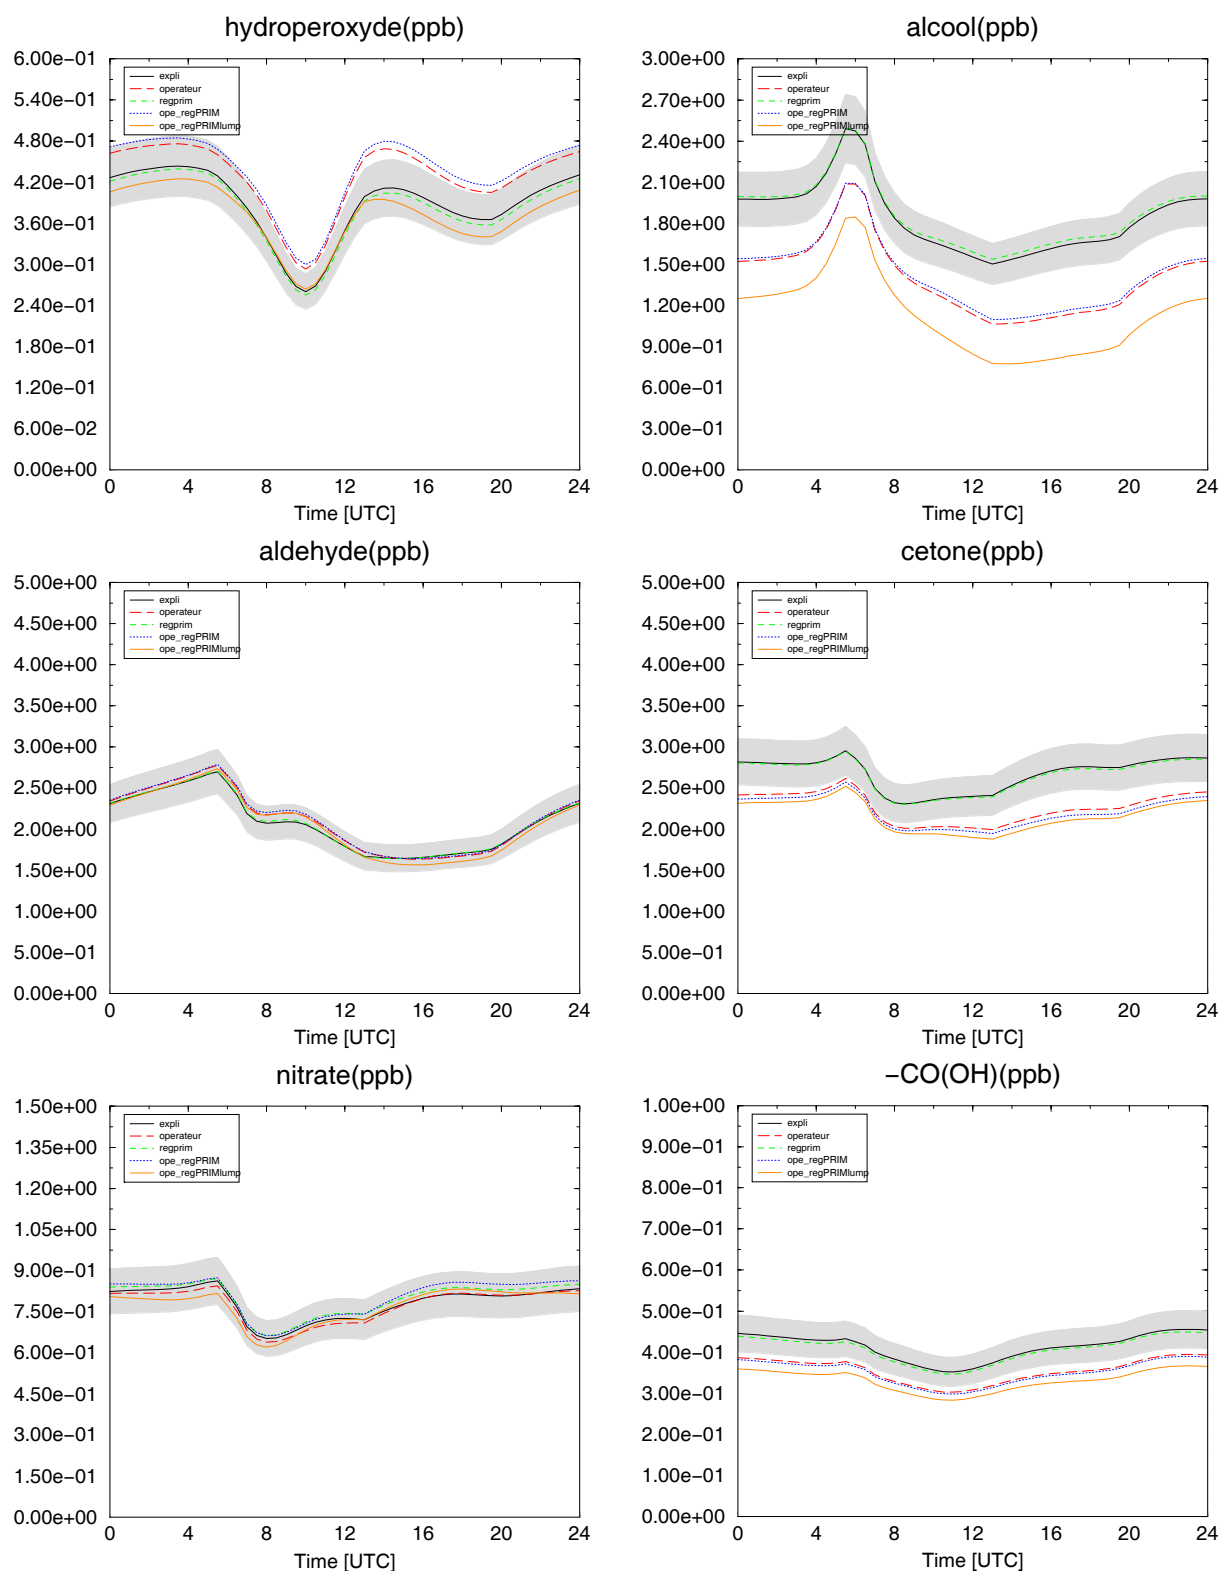 hydroperoxyde(ppb)
6.00e−01
5.40e−01
4.80e−01
4.20e−01
3.60e−01
3.00e−01
2.40e−01
1.80e−01
1.20e−01
6.00e−02
0.00e+00
expli
operateur
regprim
ope_regPRIM
ope_regPRIMlump
0 4 8 12 16 20 24
Time [UTC]
alcool(ppb)
3.00e+00
2.70e+00
2.40e+00
2.10e+00
1.80e+00
1.50e+00
1.20e+00
9.00e−01
6.00e−01
3.00e−01
0.00e+00
expli
operateur
regprim
ope_regPRIM
ope_regPRIMlump
0 4 8 12 16 20 24
Time [UTC]
aldehyde(ppb)
5.00e+00
4.50e+00
4.00e+00
3.50e+00
3.00e+00
2.50e+00
2.00e+00
1.50e+00
1.00e+00
5.00e−01
0.00e+00
expli
operateur
regprim
ope_regPRIM
ope_regPRIMlump
0 4 8 12 16 20 24
Time [UTC]
cetone(ppb)
5.00e+00
4.50e+00
4.00e+00
3.50e+00
3.00e+00
2.50e+00
2.00e+00
1.50e+00
1.00e+00
5.00e−01
0.00e+00
expli
operateur
regprim
ope_regPRIM
ope_regPRIMlump
0 4 8 12 16 20 24
Time [UTC]
nitrate(ppb)
1.50e+00
1.35e+00
1.20e+00
1.05e+00
9.00e−01
7.50e−01
6.00e−01
4.50e−01
3.00e−01
1.50e−01
0.00e+00
expli
operateur
regprim
ope_regPRIM
ope_regPRIMlump
0 4 8 12 16 20 24
Time [UTC]
−CO(OH)(ppb)
1.00e+00
9.00e−01
8.00e−01
7.00e−01
6.00e−01
5.00e−01
4.00e−01
3.00e−01
2.00e−01
1.00e−01
0.00e+00
expli
operateur
regprim
ope_regPRIM
ope_regPRIMlump
0 4 8 12 16 20 24
Time [UTC]